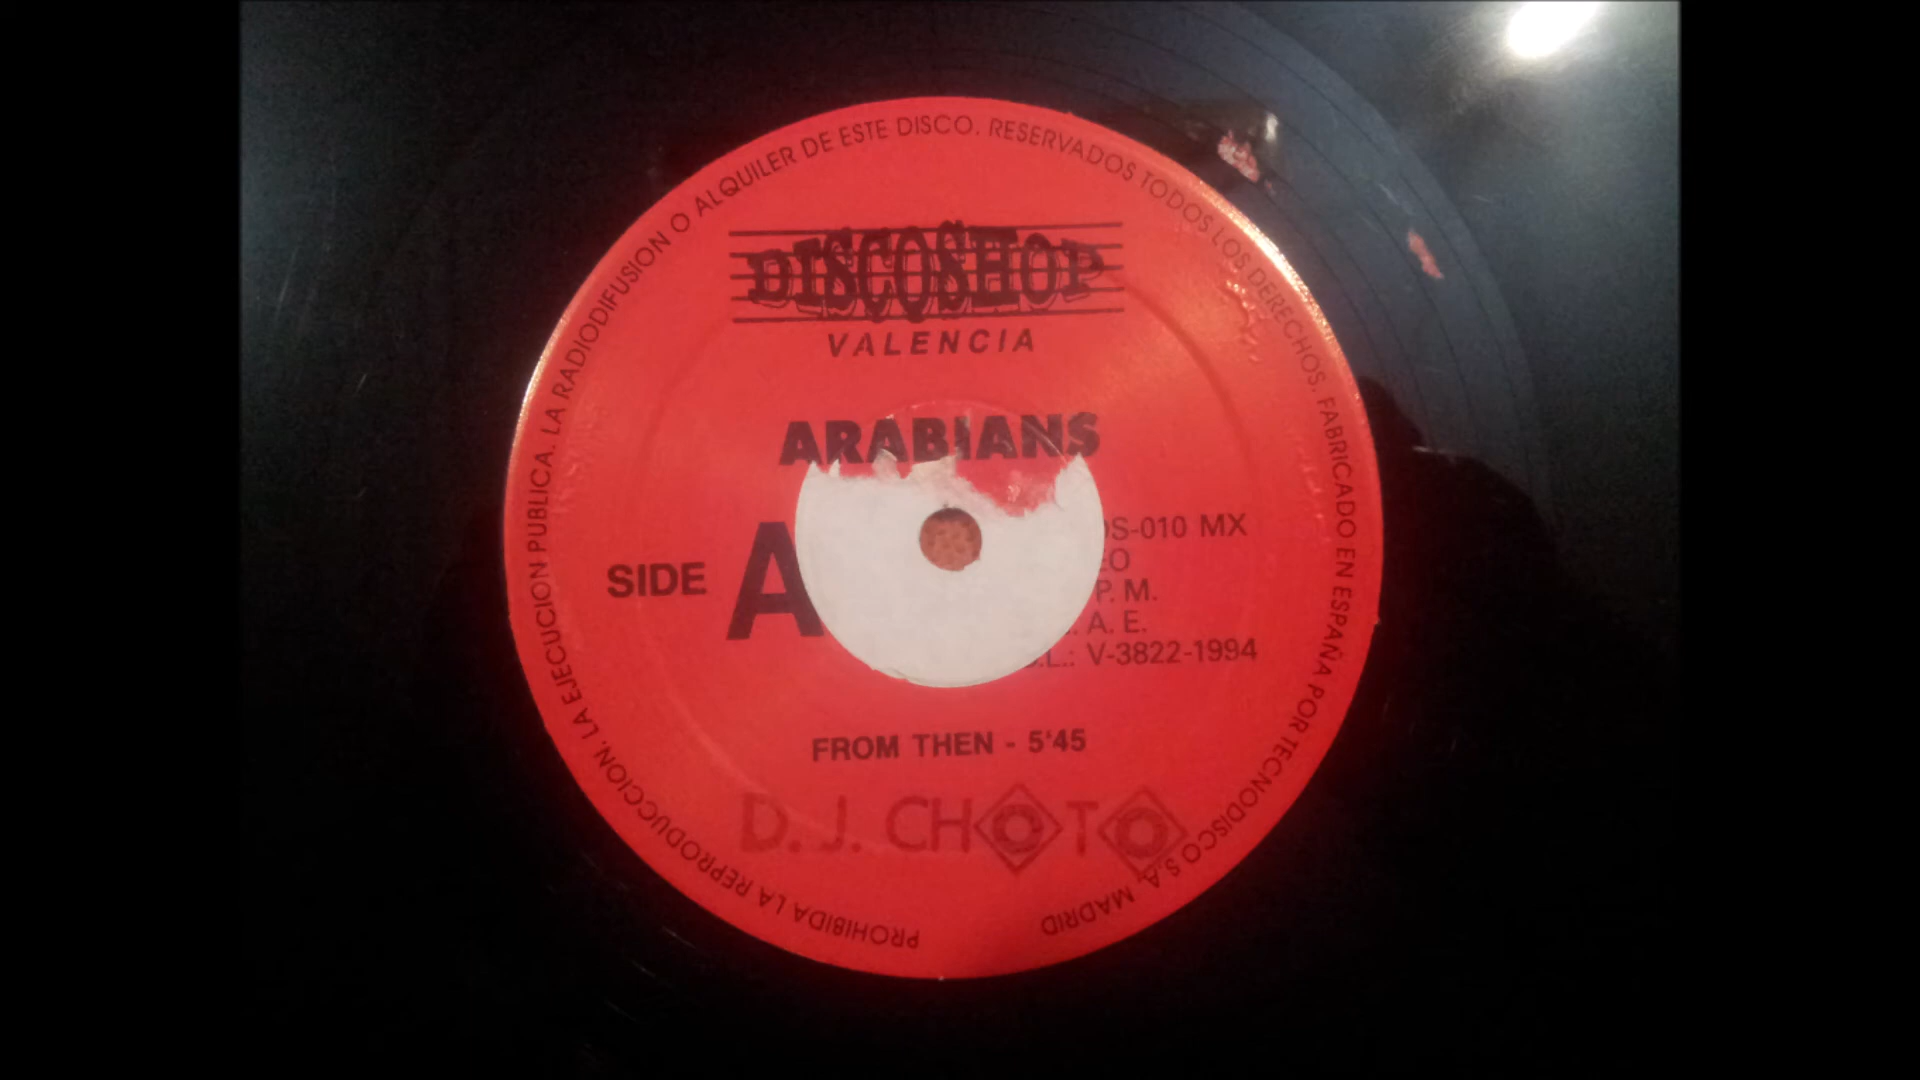 PROHIBIDA LA REPRODUCCION. LA EJECUCION PUBLICA. LA RADIODIFUSION O ALQUILER DE ESTE DISCO. RESERVADOS TODOS LOS DERECHOS. FABRICADO EN ESPAÑA POR TECNODISCO S.A. MADRID
DISCOSHOP
VALENCIA
ARABIANS
SIDE A
S-010 MX
EO
P. M.
. A. E.
.L.: V-3822-1994
FROM THEN - 5'45
D. J. CHOTO